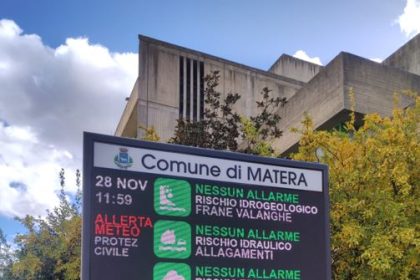 Comune di MATERA
28 NOV
11:59
ALLERTA
METEO
PROTEZ
CIVILE
NESSUN ALLARME
RISCHIO IDROGEOLOGICO
FRANE VALANGHE
NESSUN ALLARME
RISCHIO IDRAULICO
ALLAGAMENTI
NESSUN ALLARME